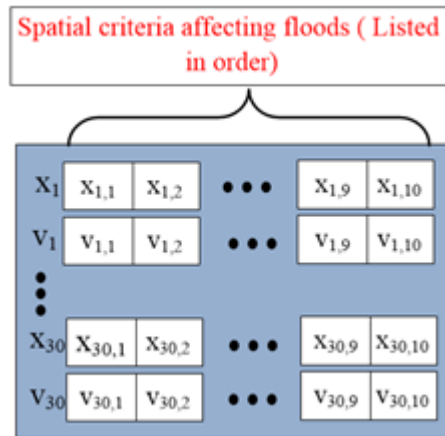 Spatial criteria affecting floods ( Listed
in order)
x₁ x₁,₁ x₁,₂ ••• x₁,₉ x₁,₁₀
v₁ v₁,₁ v₁,₂ ••• v₁,₉ v₁,₁₀
x₃₀ x₃₀,₁ x₃₀,₂ ••• x₃₀,₉ x₃₀,₁₀
v₃₀ v₃₀,₁ v₃₀,₂ ••• v₃₀,₉ v₃₀,₁₀